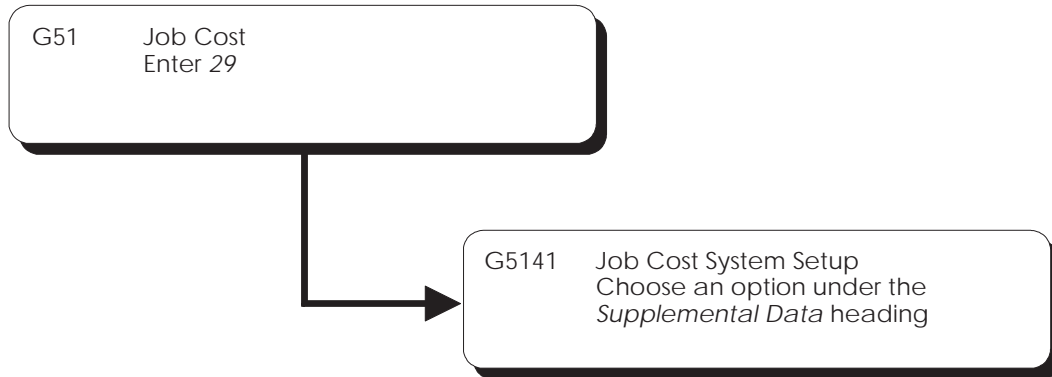 G51 Job Cost
Enter 29
G5141 Job Cost System Setup
Choose an option under the
Supplemental Data heading